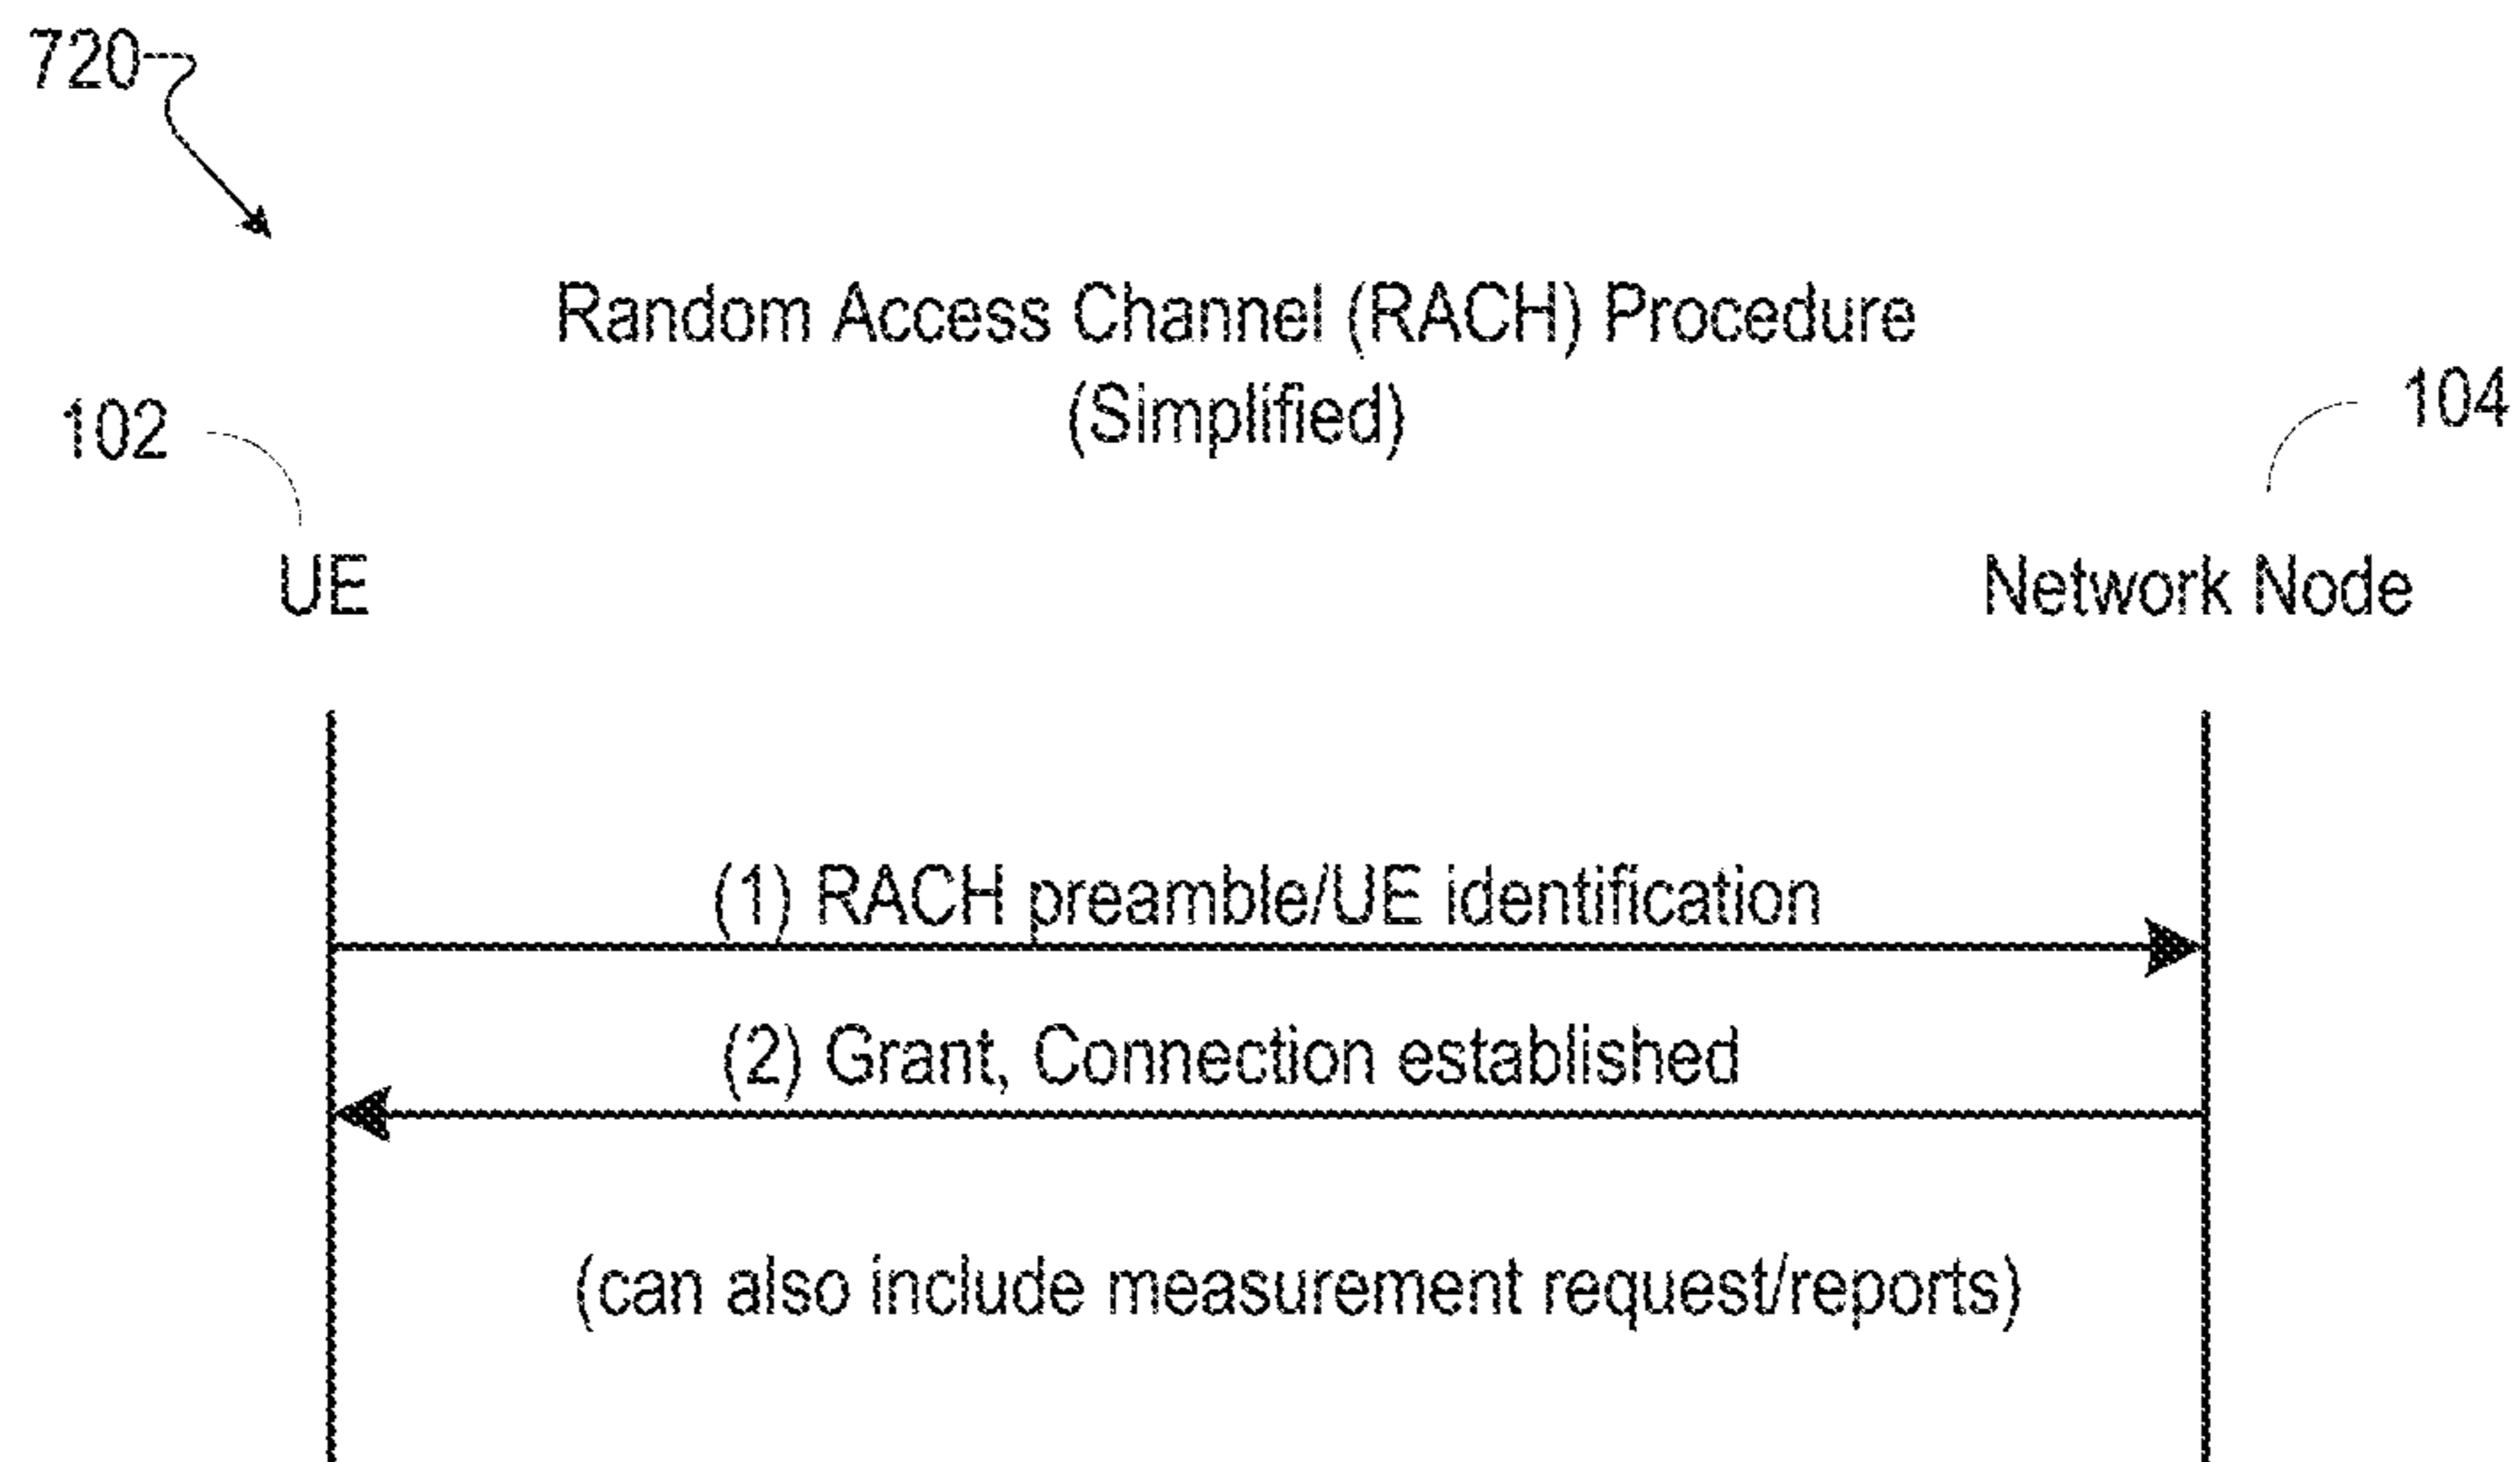 720
Random Access Channel (RACH) Procedure
(Simplified)
102
104
UE
Network Node
(1) RACH preamble/UE identification
(2) Grant, Connection established
(can also include measurement request/reports)